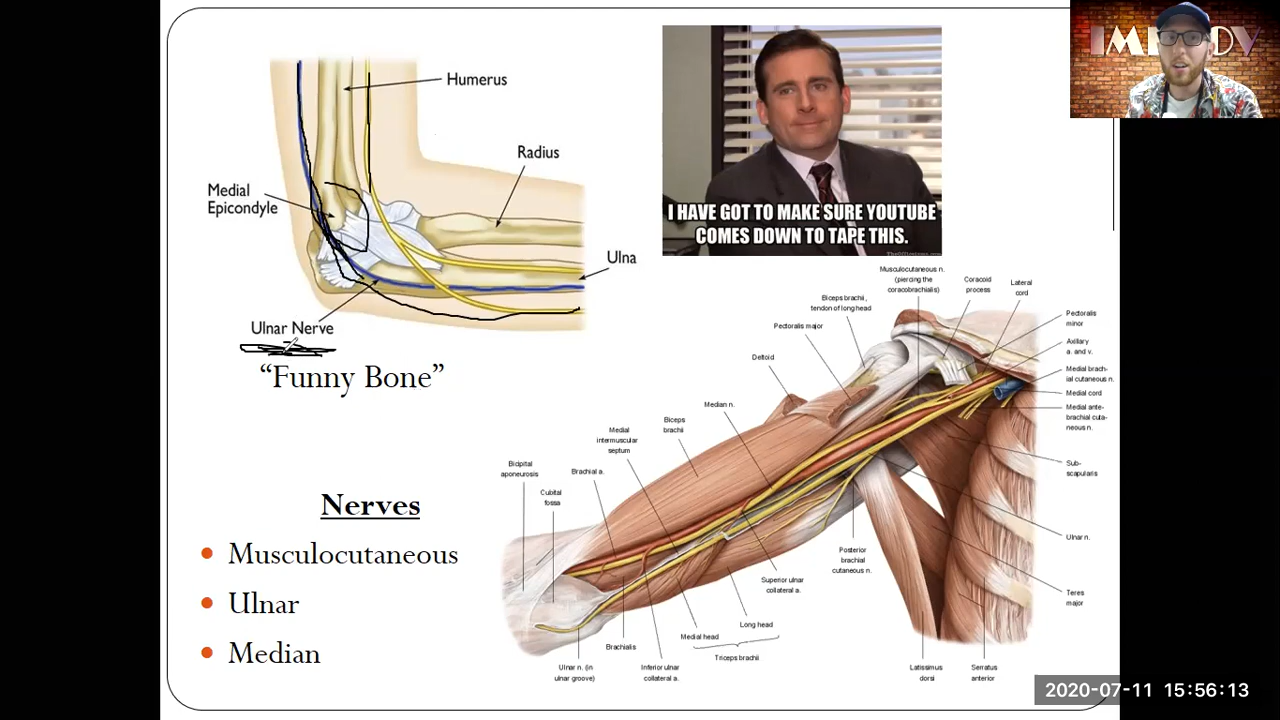 Humerus
Radius
Medial
Epicondyle
Ulna
Ulnar Nerve
“Funny Bone”
Nerves
Musculocutaneous
Ulnar
Median
I HAVE GOT TO MAKE SURE YOUTUBE
COMES DOWN TO TAPE THIS.
Musculocutaneous n.
(piercing the
coracobrachialis)
Coracoid
process
Lateral
cord
Biceps brachii,
tendon of long head
Pectoralis major
Deltoid
Median n.
Biceps
brachii
Medial
intermuscular
septum
Brachial a.
Bicipital
aponeurosis
Cubital
fossa
Pectoralis
minor
Axillary
a. and v.
Medial brach-
ial cutaneous n.
Medial cord
Medial ante-
brachial cuta-
neous n.
Sub-
scapularis
Ulnar n.
Teres
major
Posterior
brachial
cutaneous n.
Superior ulnar
collateral a.
Long head
Medial head
Triceps brachii
Brachialis
Ulnar n. (in
ulnar groove)
Inferior ulnar
collateral a.
Latissimus
dorsi
Serratus
anterior
2020-07-11 15:56:13